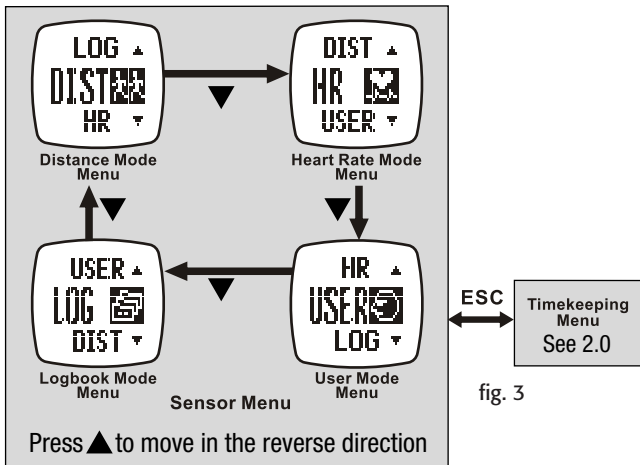 LOG ▲
DIST
HR ▼
Distance Mode
Menu
▼
DIST ▲
HR
USER ▼
Heart Rate Mode
Menu
▼
HR ▲
USER
LOG ▼
User Mode
Menu
▼
USER ▲
LOG
DIST ▼
Logbook Mode
Menu
▼
Sensor Menu
Press ▲ to move in the reverse direction
ESC
Timekeeping
Menu
See 2.0
fig. 3